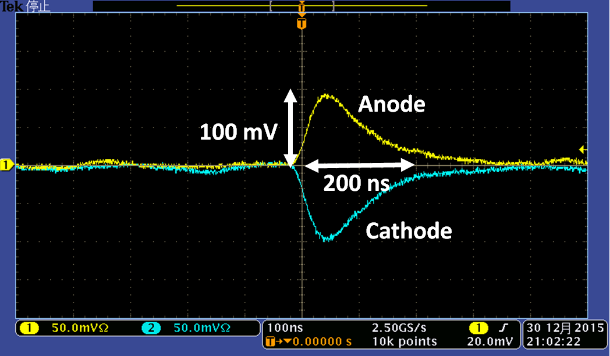 Tek 停止
T
T
Anode
100 mV
1
200 ns
Cathode
1 50.0mVΩ 2 50.0mVΩ 100ns 2.50GS/s 1 30 12月 2015
T→▼0.00000 s 10k points 20.0mV 21:02:22